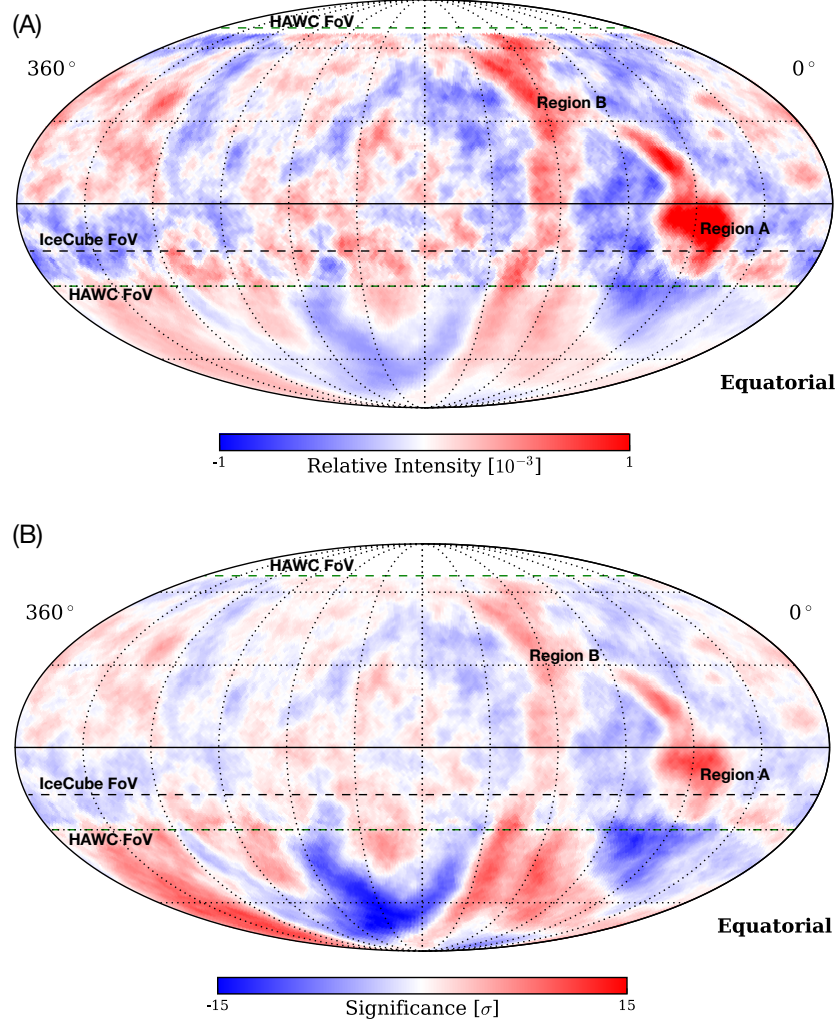 (A)
HAWC FoV
360°
0°
Region B
Region A
IceCube FoV
HAWC FoV
Equatorial
-1
1
Relative Intensity [10⁻³]
(B)
HAWC FoV
360°
0°
Region B
Region A
IceCube FoV
HAWC FoV
Equatorial
-15
15
Significance [σ]